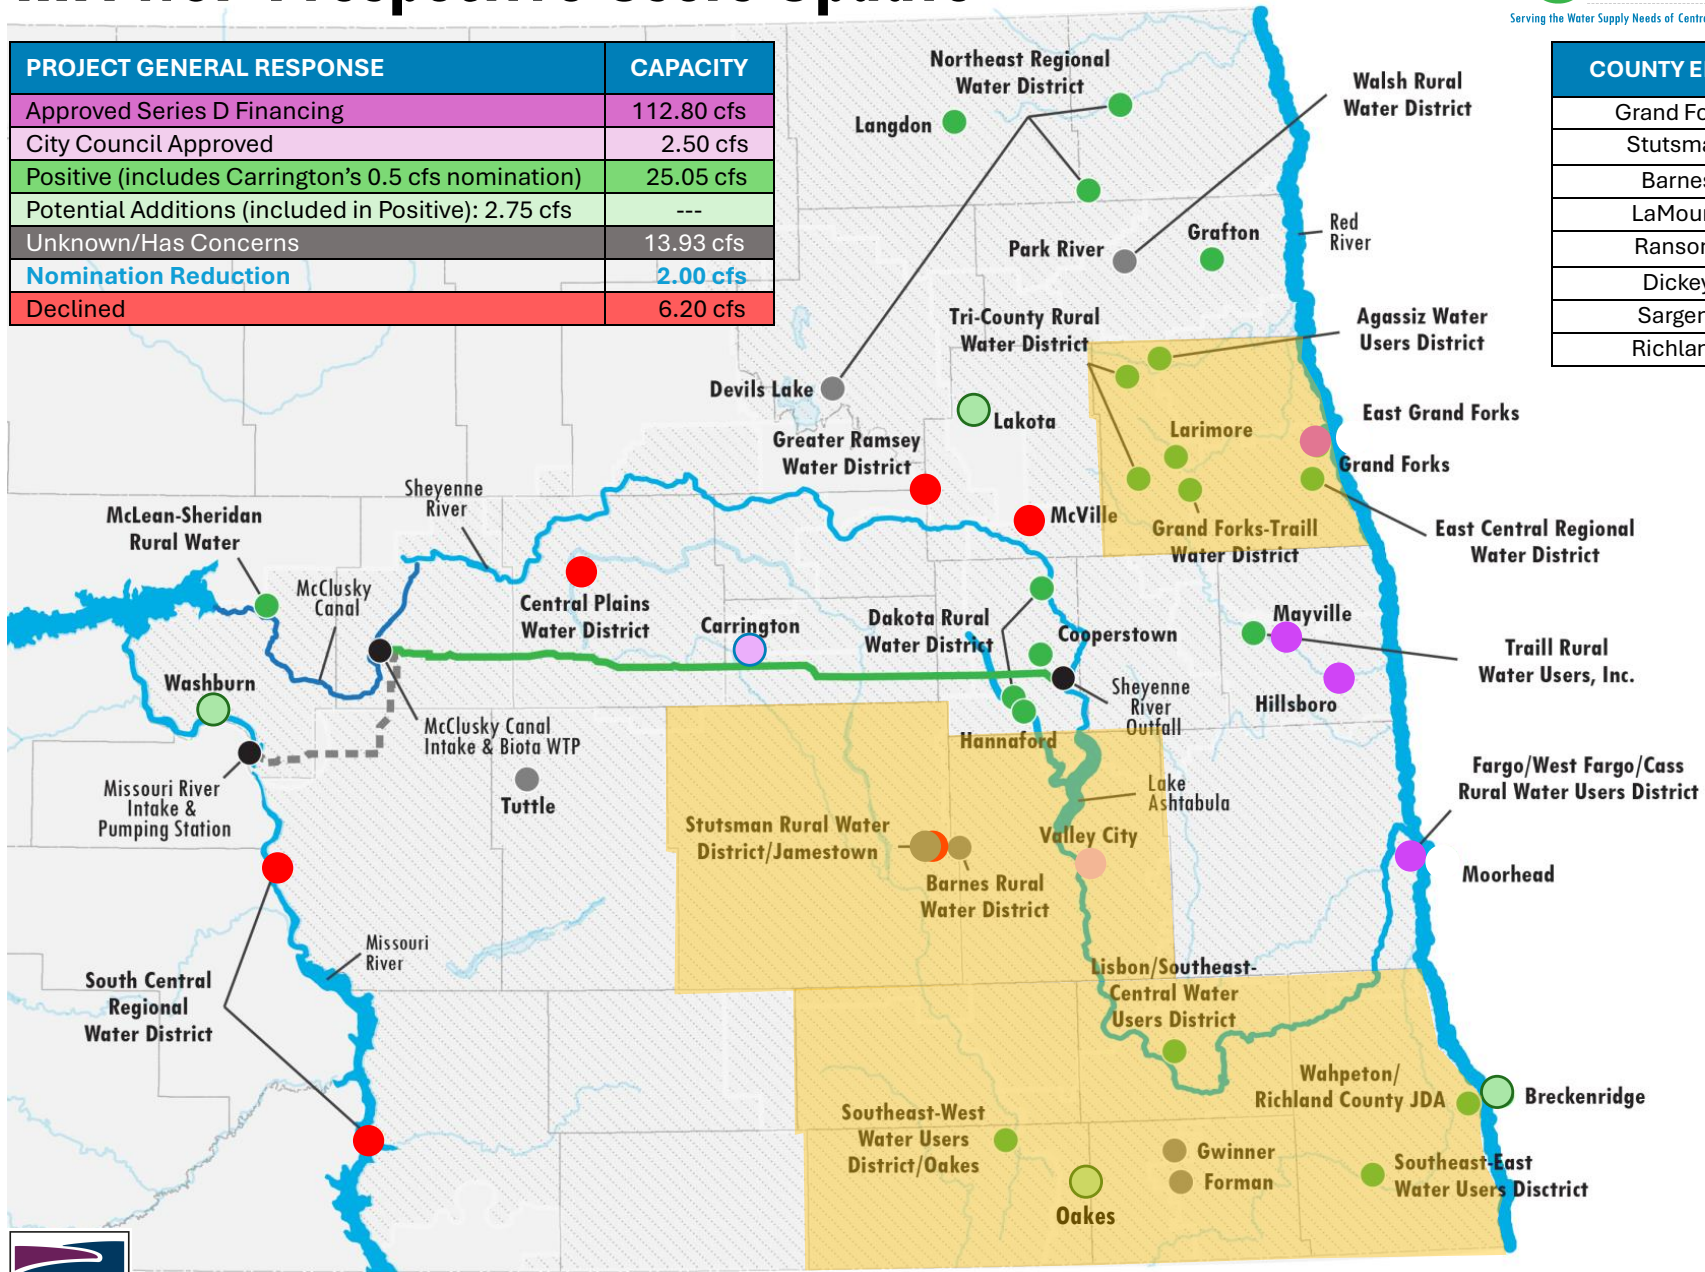 Serving the Water Supply Needs of
PROJECT GENERAL RESPONSE CAPACITY
Approved Series D Financing 112.80 cfs
City Council Approved 2.50 cfs
Positive (includes Carrington's 0.5 cfs nomination) 25.05 cfs
Potential Additions (included in Positive): 2.75 cfs ---
Unknown/Has Concerns 13.93 cfs
Nomination Reduction 2.00 cfs
Declined 6.20 cfs
COUNTY
Grand
Northeast Regional
Water District
Langdon
Walsh Rural
Water District
Park River
Grafton
Red
River
Tri-County Rural
Water District
Agassiz Water
Users District
Devils Lake
Lakota
Greater Ramsey
Water District
Larimore
East Grand Forks
Grand Forks
McVille
Grand Forks-Traill
Water District
East Central Regional
Water District
Sheyenne
River
McLean-Sheridan
Rural Water
McClusky
Canal
Central Plains
Water District
Carrington
Dakota Rural
Water District
Cooperstown
Mayville
Traill Rural
Water Users, Inc.
Hillsboro
Washburn
McClusky Canal
Intake & Biota WTP
Sheyenne
River
Outfall
Hannaford
Missouri River
Intake &
Pumping Station
Tuttle
Lake
Ashtabula
Fargo/West Fargo/Cass
Rural Water Users District
Stutsman Rural Water
District/Jamestown
Valley City
Barnes Rural
Water District
Moorhead
Missouri
River
South Central
Regional
Water District
Lisbon/Southeast-
Central Water
Users District
Wahpeton/
Richland County JDA
Breckenridge
Southeast-West
Water Users
District/Oakes
Gwinner
Forman
Oakes
Southeast-East
Water Users Disctrict